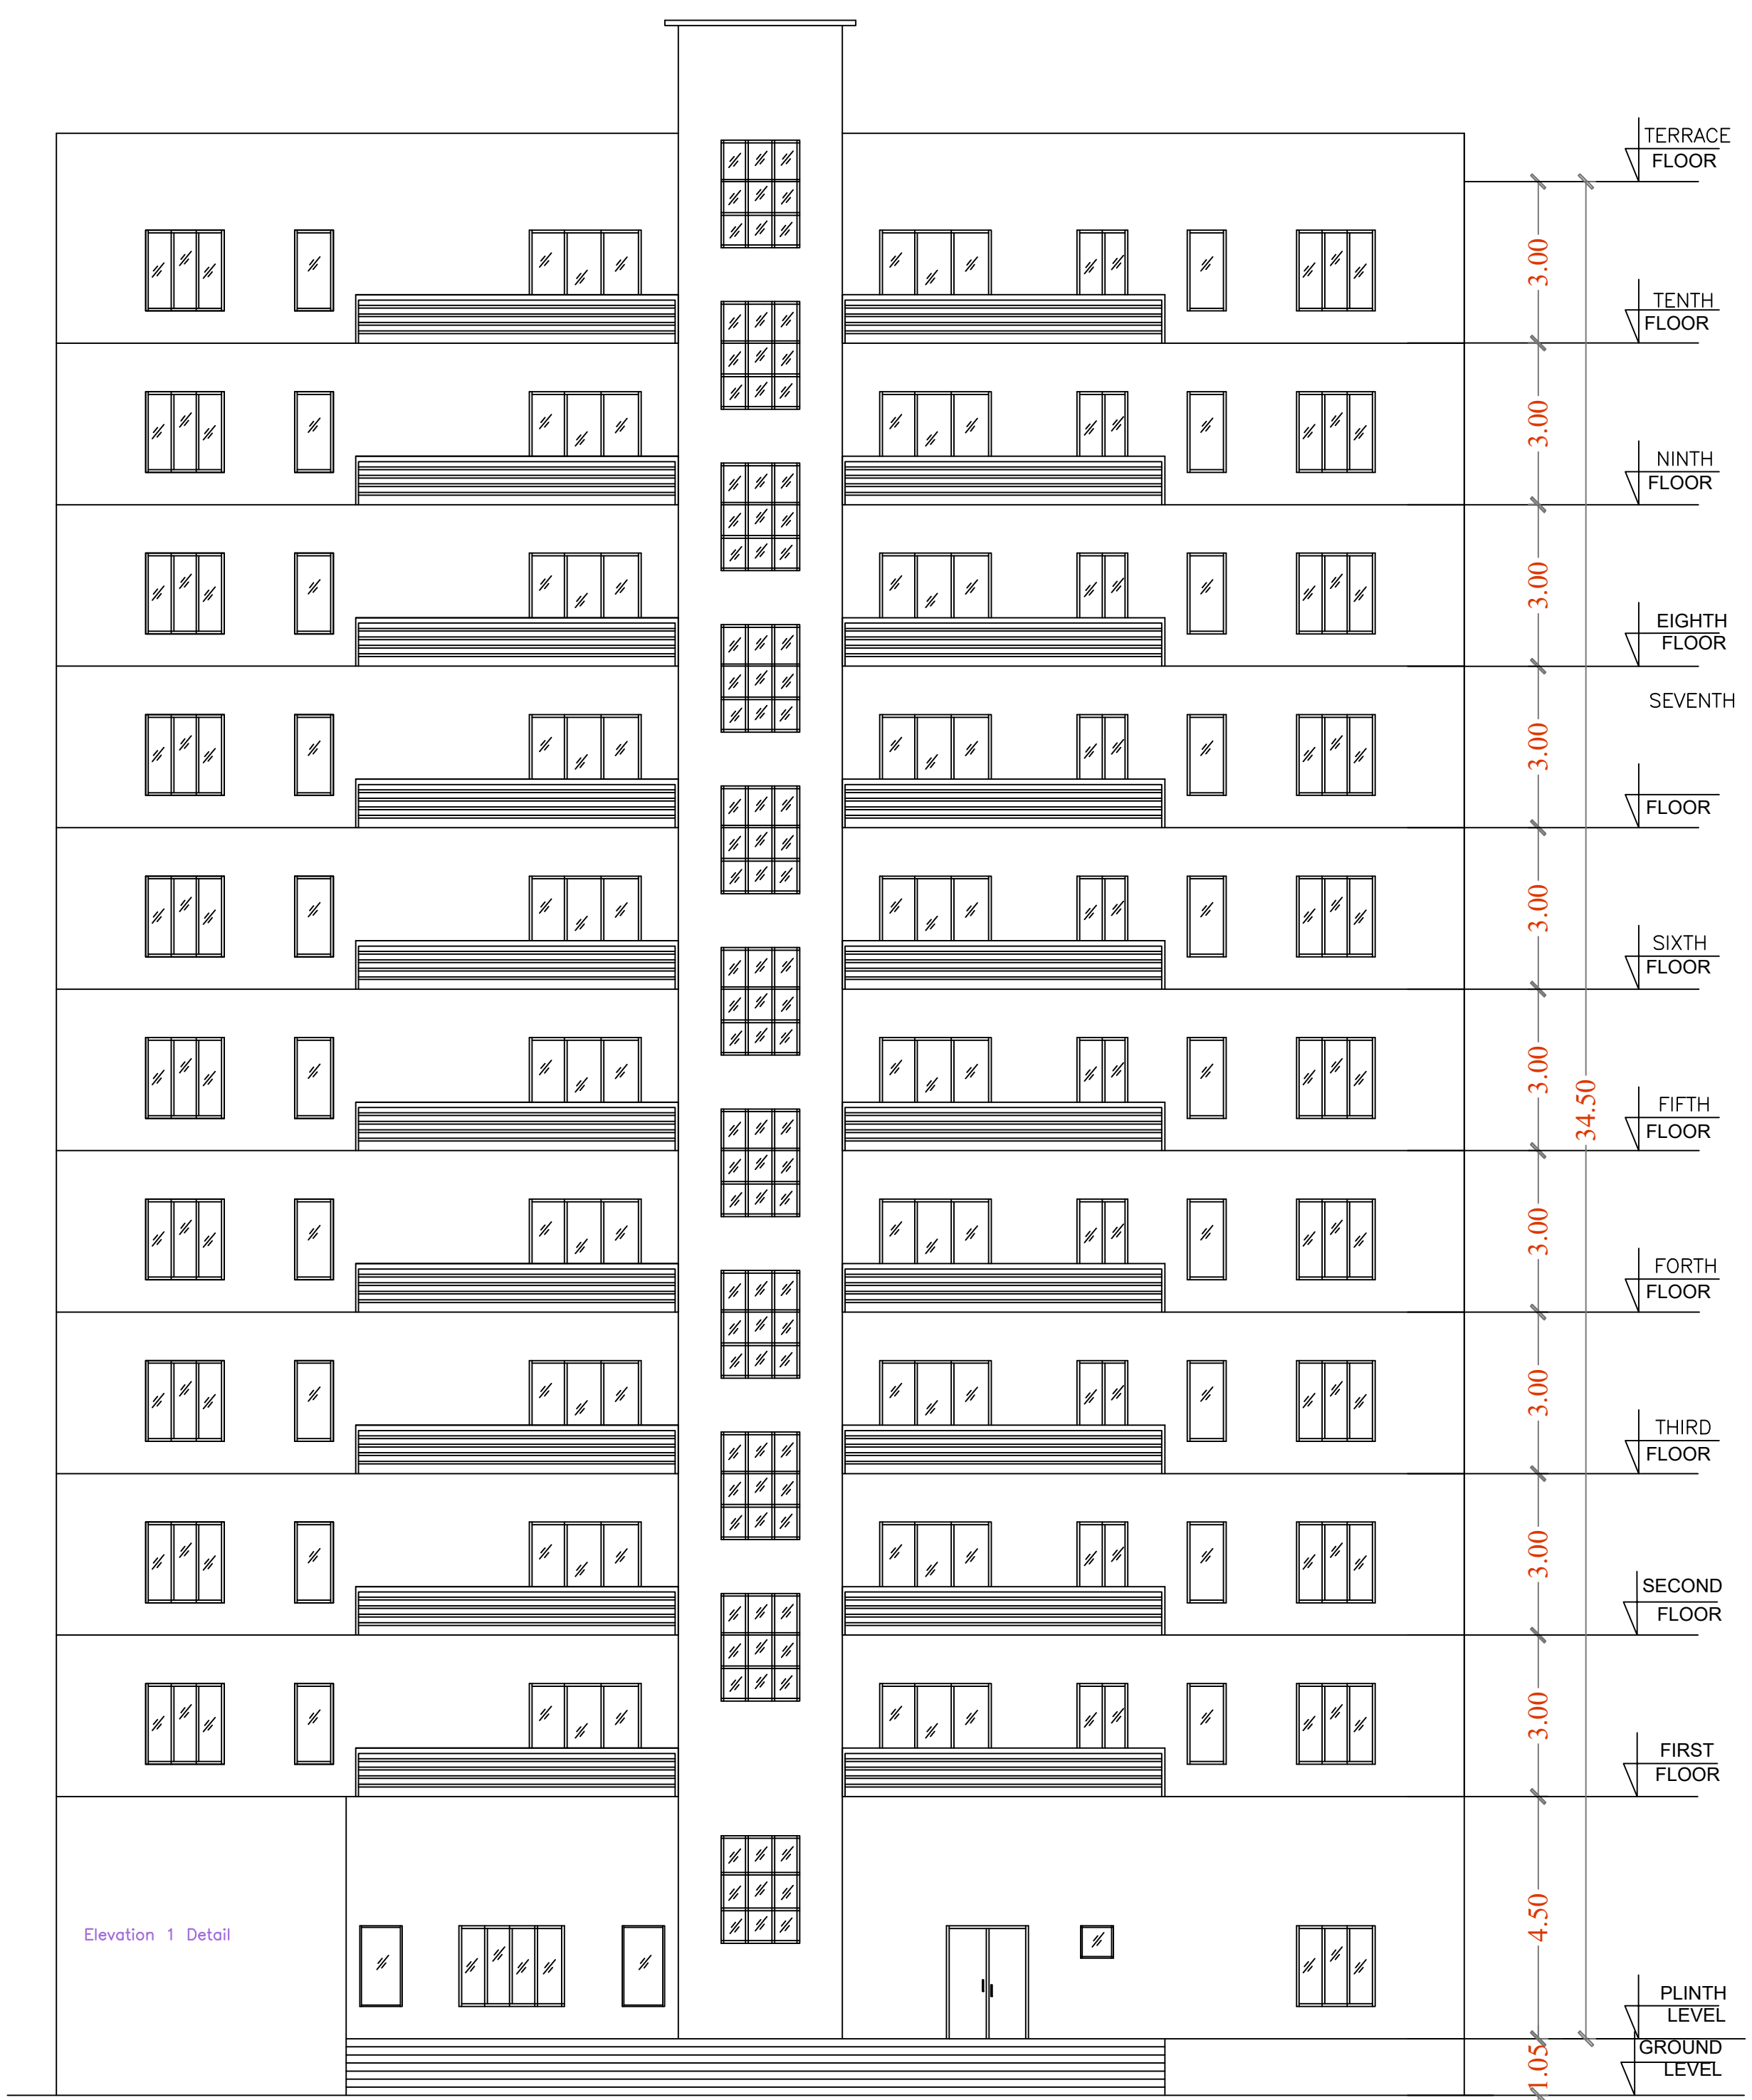 TERRACE
FLOOR
3.00
TENTH
FLOOR
3.00
NINTH
FLOOR
3.00
EIGHTH
FLOOR
SEVENTH
3.00
FLOOR
3.00
SIXTH
FLOOR
3.00
34.50
FIFTH
FLOOR
3.00
FORTH
FLOOR
3.00
THIRD
FLOOR
3.00
SECOND
FLOOR
3.00
FIRST
FLOOR
4.50
Elevation 1 Detail
PLINTH
LEVEL
1.05
GROUND
LEVEL